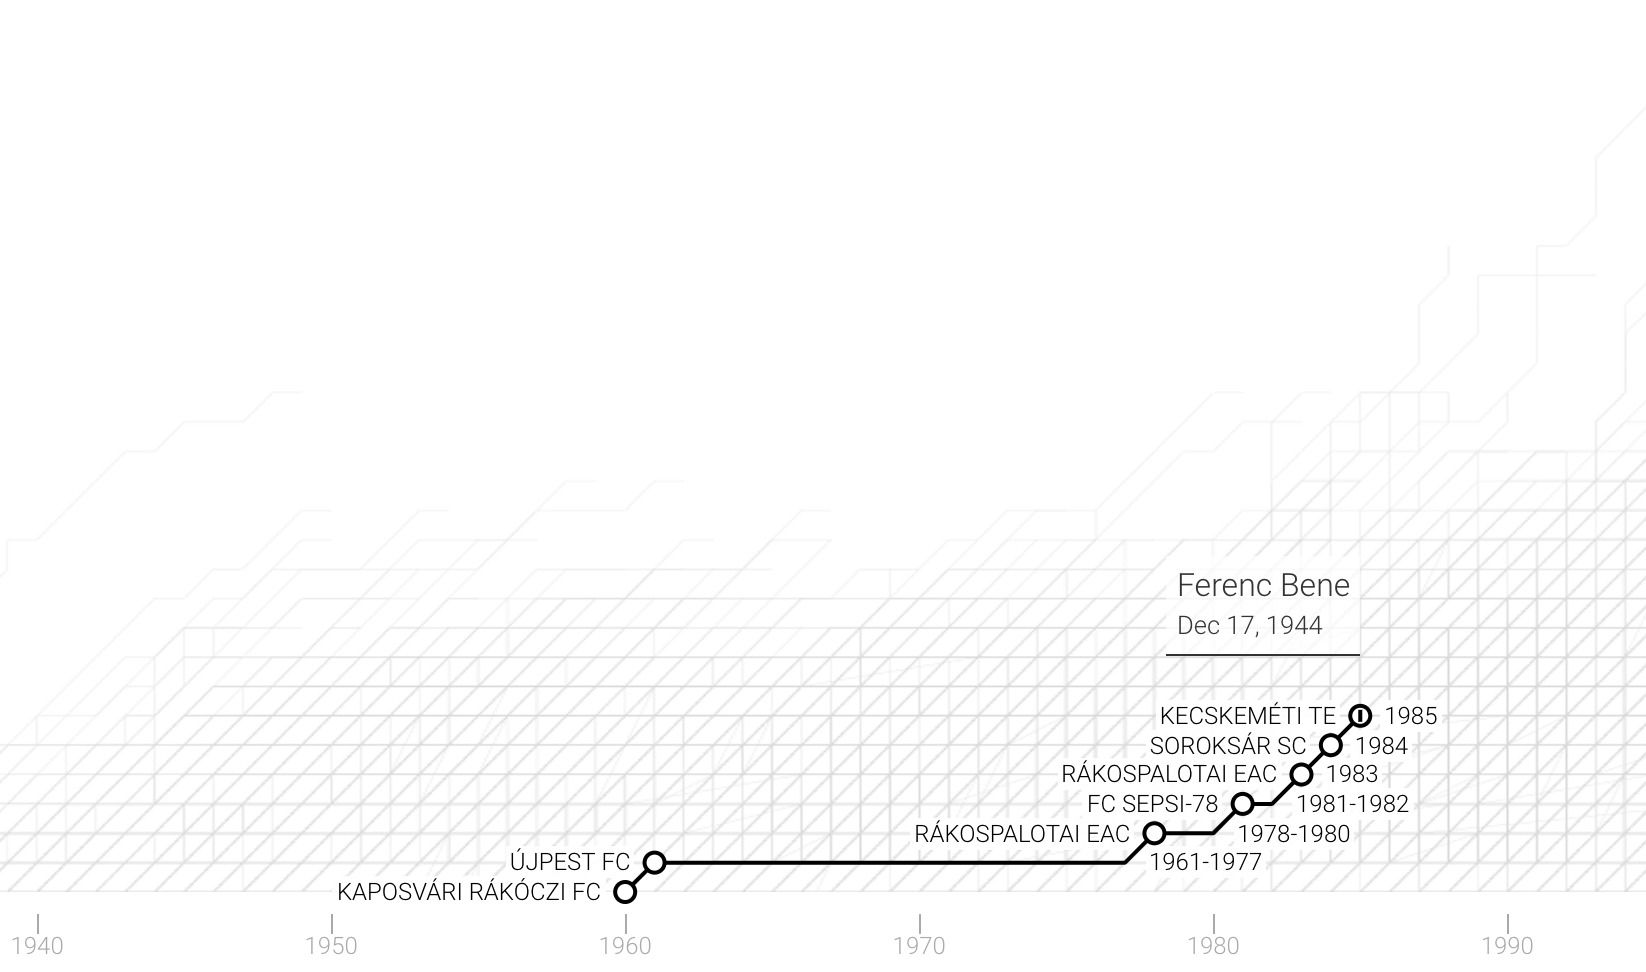 Ferenc Bene
Dec 17, 1944
KECSKEMÉTI TE 1985
SOROKSÁR SC 1984
RÁKOSPALOTAI EAC 1983
FC SEPSI-78 1981-1982
RÁKOSPALOTAI EAC 1978-1980
ÚJPEST FC 1961-1977
KAPOSVÁRI RÁKÓCZI FC
1940 1950 1960 1970 1980 1990